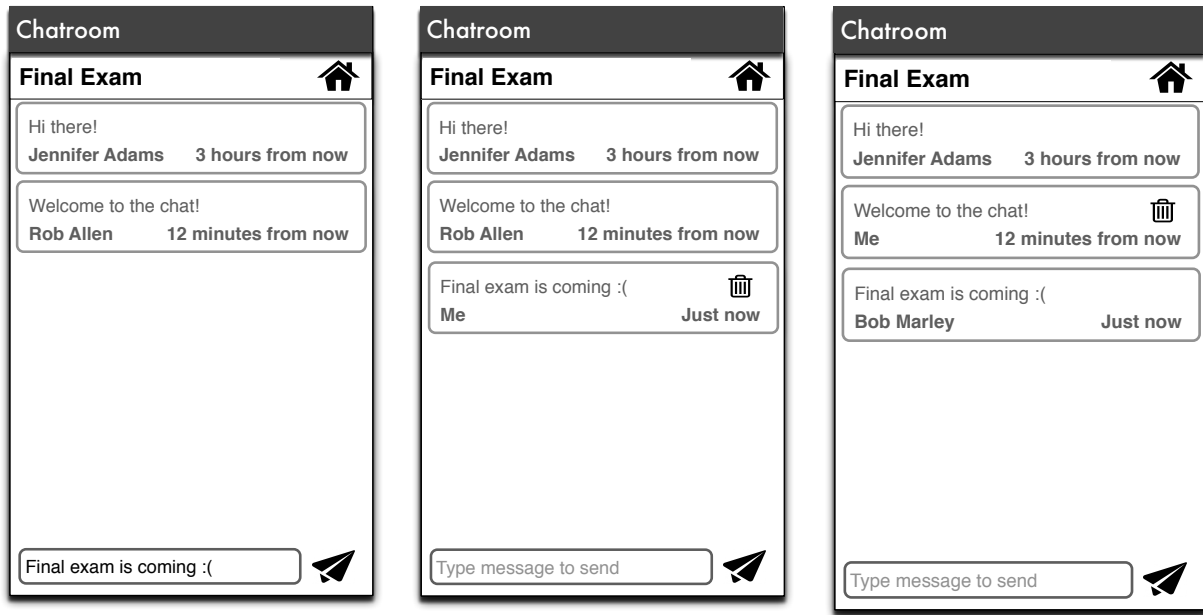 Chatroom
Final Exam
Hi there!
Jennifer Adams 3 hours from now
Welcome to the chat!
Rob Allen 12 minutes from now
Final exam is coming :(
Chatroom
Final Exam
Hi there!
Jennifer Adams 3 hours from now
Welcome to the chat!
Rob Allen 12 minutes from now
Final exam is coming :(
Me Just now
Type message to send
Chatroom
Final Exam
Hi there!
Jennifer Adams 3 hours from now
Welcome to the chat!
Me 12 minutes from now
Final exam is coming :(
Bob Marley Just now
Type message to send